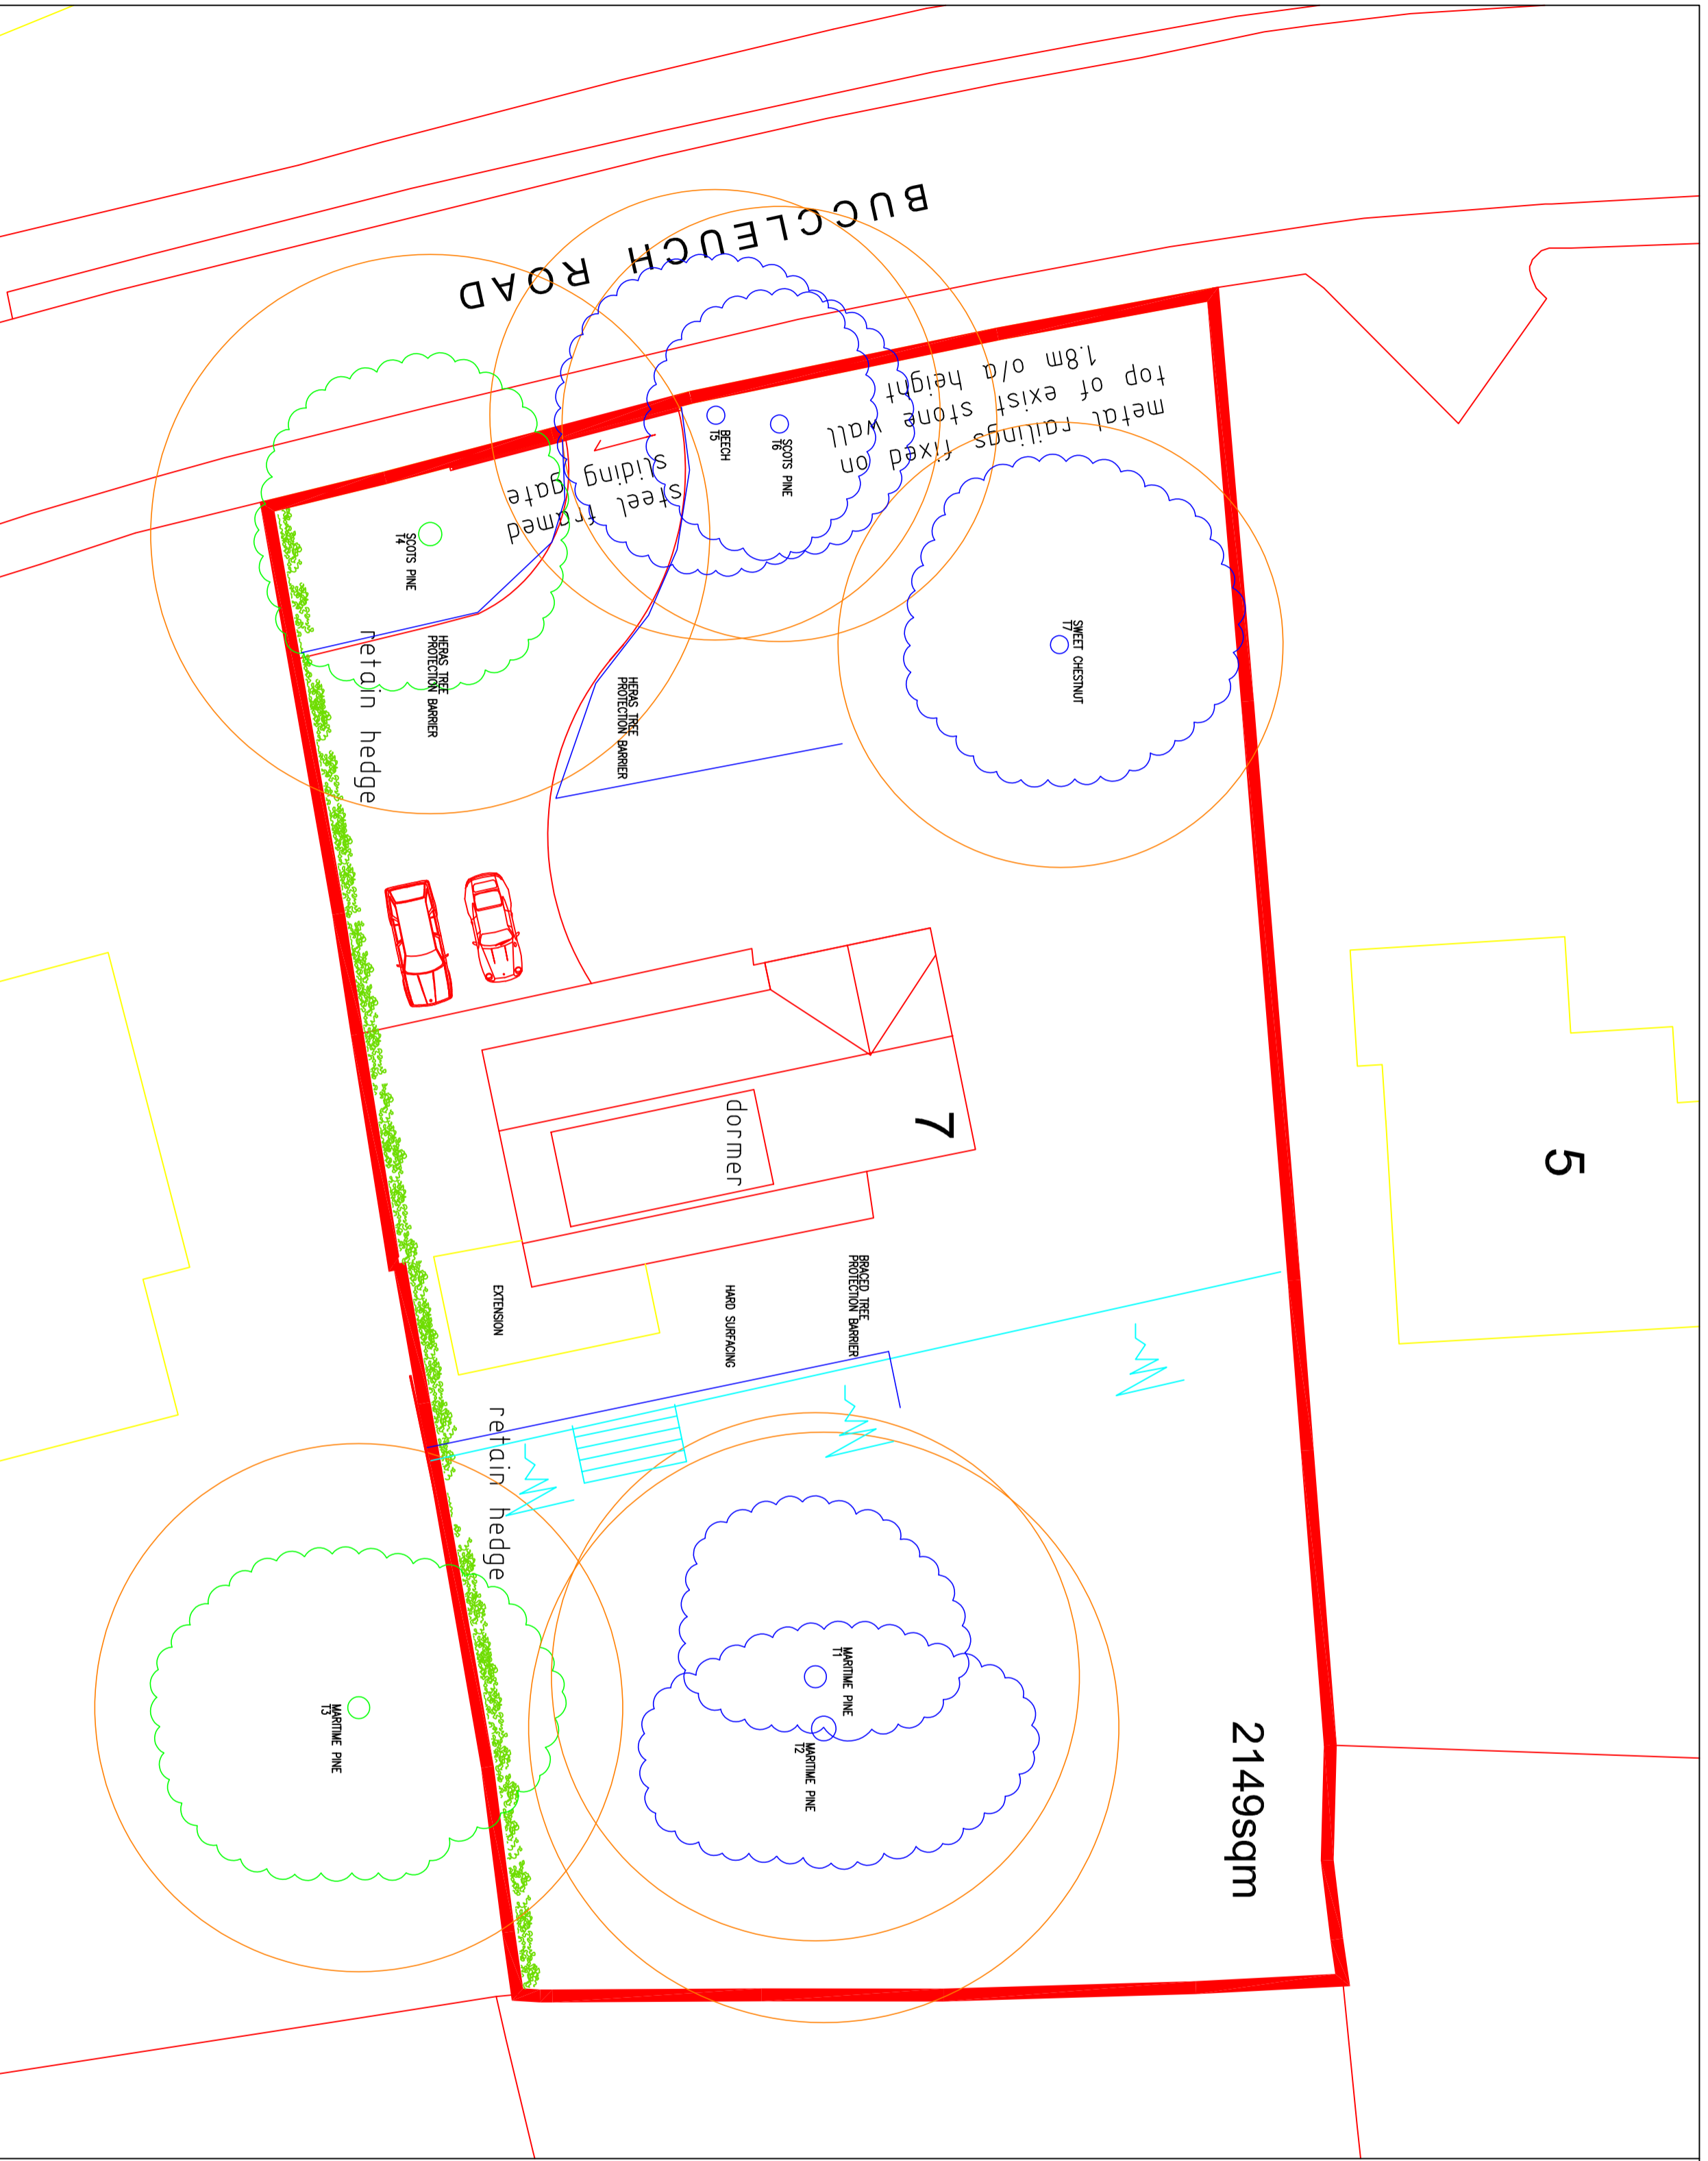 BUCCLEUCH ROAD
metal railings fixed on
top of exist stone wall
1.8m o/a height
steel framed
sliding gate
BEECH
T5
SCOTS PINE
T6
SCOTS PINE
T4
SWEET CHESTNUT
T7
HERAS TREE
PROTECTION BARRIER
HERAS TREE
PROTECTION BARRIER
retain hedge
7
dormer
5
EXTENSION
HARD SURFACING
BRACED TREE
PROTECTION BARRIER
retain hedge
MARITIME PINE
T1
MARITIME PINE
T2
MARITIME PINE
T3
2149sqm